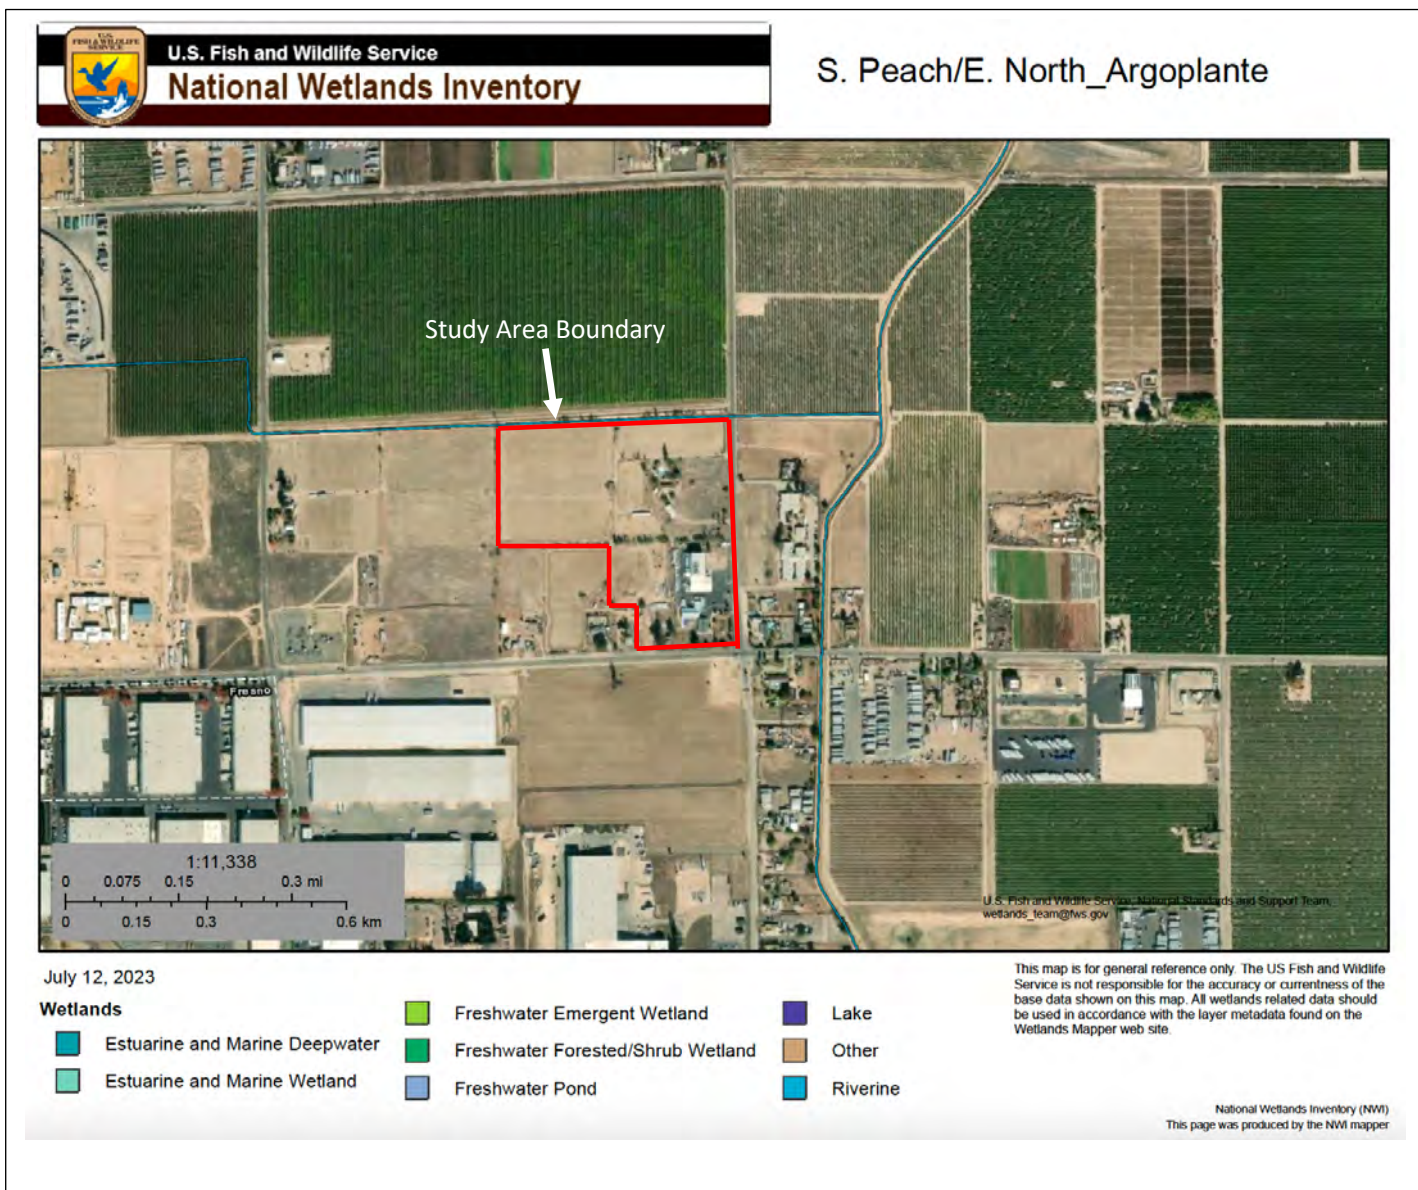 U.S.
FISH & WILDLIFE
SERVICE
U.S. Fish and Wildlife Service
National Wetlands Inventory
S. Peach/E. North_Argoplante
Study Area Boundary
Fresno
1:11,338
0 0.075 0.15 0.3 mi
0 0.15 0.3 0.6 km
U.S. Fish and Wildlife Service, National Standards and Support Team,
wetlands_team@fws.gov
July 12, 2023
Wetlands
Estuarine and Marine Deepwater
Estuarine and Marine Wetland
Freshwater Emergent Wetland
Freshwater Forested/Shrub Wetland
Freshwater Pond
Lake
Other
Riverine
This map is for general reference only. The US Fish and Wildlife
Service is not responsible for the accuracy or currentness of the
base data shown on this map. All wetlands related data should
be used in accordance with the layer metadata found on the
Wetlands Mapper web site.
National Wetlands Inventory (NWI)
This page was produced by the NWI mapper